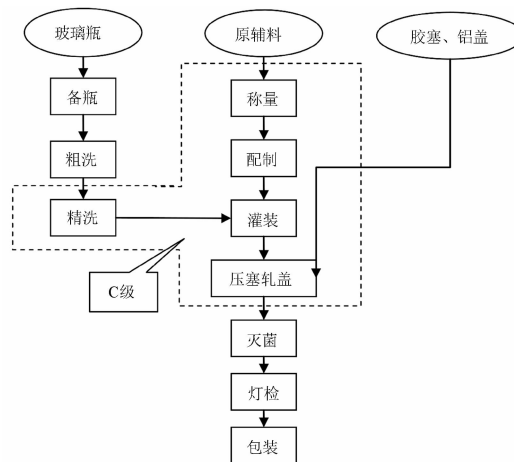 玻璃瓶
原辅料
胶塞、铝盖
备瓶
称量
粗洗
配制
精洗
灌装
C级
压塞轧盖
灭菌
灯检
包装